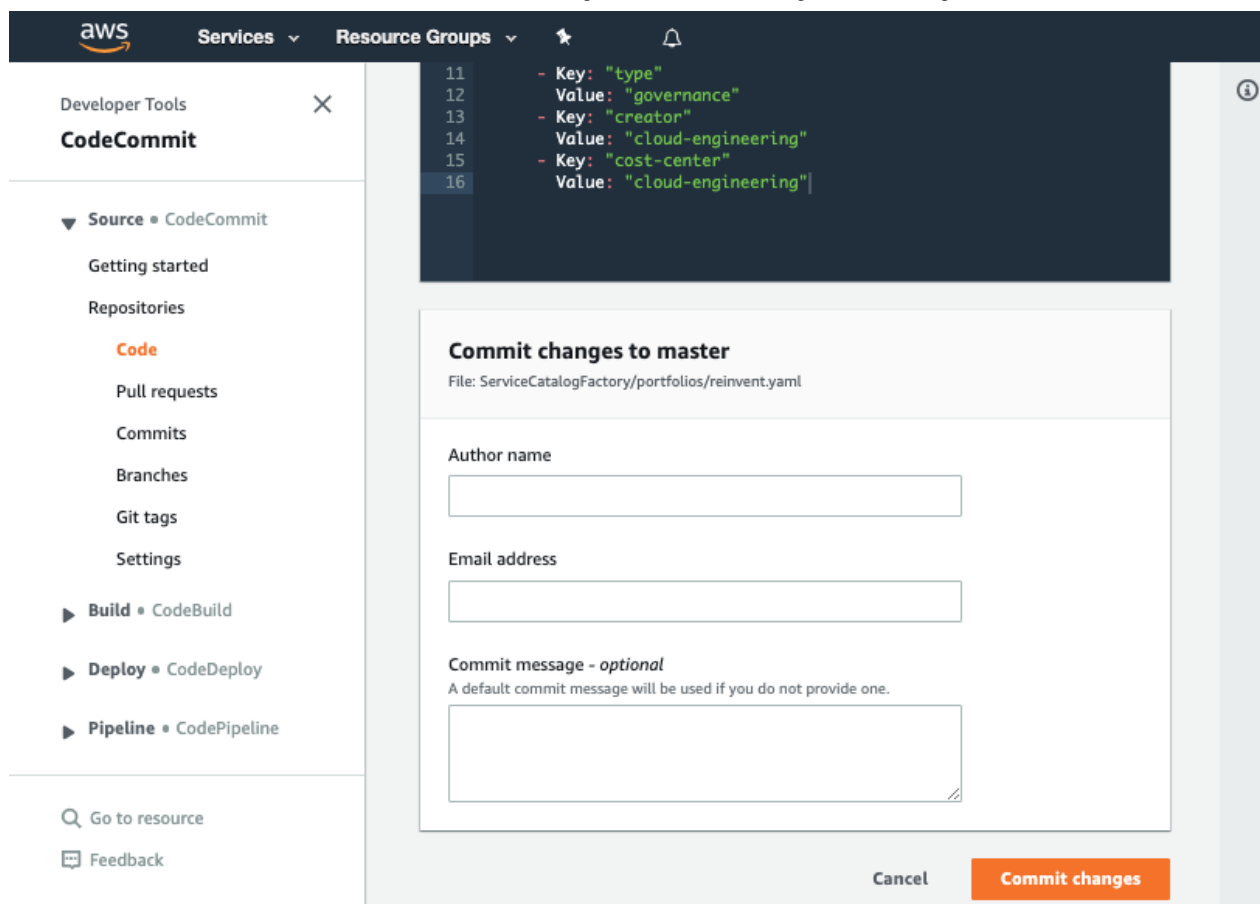 aws
Services
Resource Groups
Developer Tools
CodeCommit
Source • CodeCommit
Getting started
Repositories
Code
Pull requests
Commits
Branches
Git tags
Settings
Build • CodeBuild
Deploy • CodeDeploy
Pipeline • CodePipeline
Go to resource
Feedback
11 - Key: "type"
12 Value: "governance"
13 - Key: "creator"
14 Value: "cloud-engineering"
15 - Key: "cost-center"
16 Value: "cloud-engineering"
Commit changes to master
File: ServiceCatalogFactory/portfolios/reinvent.yaml
Author name
Email address
Commit message - optional
A default commit message will be used if you do not provide one.
Cancel
Commit changes